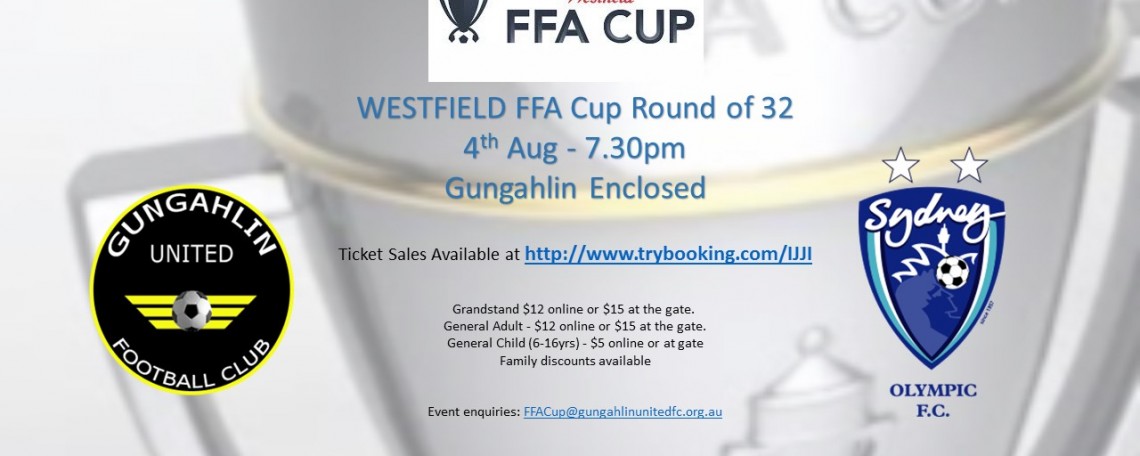 FFA CUP
WESTFIELD FFA Cup Round of 32
4th Aug - 7.30pm
Gungahlin Enclosed
GUNGAHLIN
UNITED
FOOTBALL CLUB
Ticket Sales Available at http://www.trybooking.com/IJJI
Grandstand $12 online or $15 at the gate.
General Adult - $12 online or $15 at the gate.
General Child (6-16yrs) - $5 online or at gate
Family discounts available
Event enquiries: FFACup@gungahlinunitedfc.org.au
Sydney
since 1957
OLYMPIC
F.C.